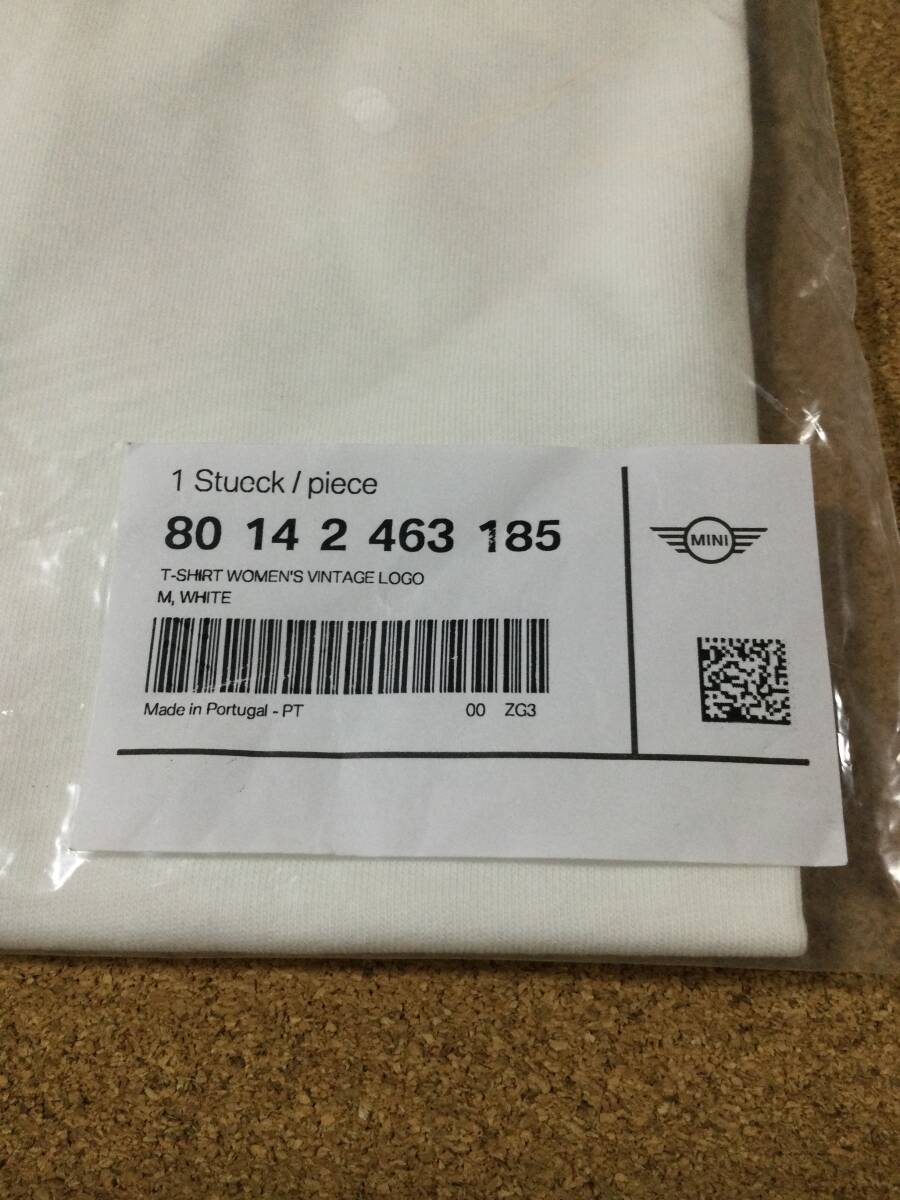 1 Stueck / piece
80 14 2 463 185
T-SHIRT WOMEN'S VINTAGE LOGO
M, WHITE
Made in Portugal - PT 00 ZG3
MINI